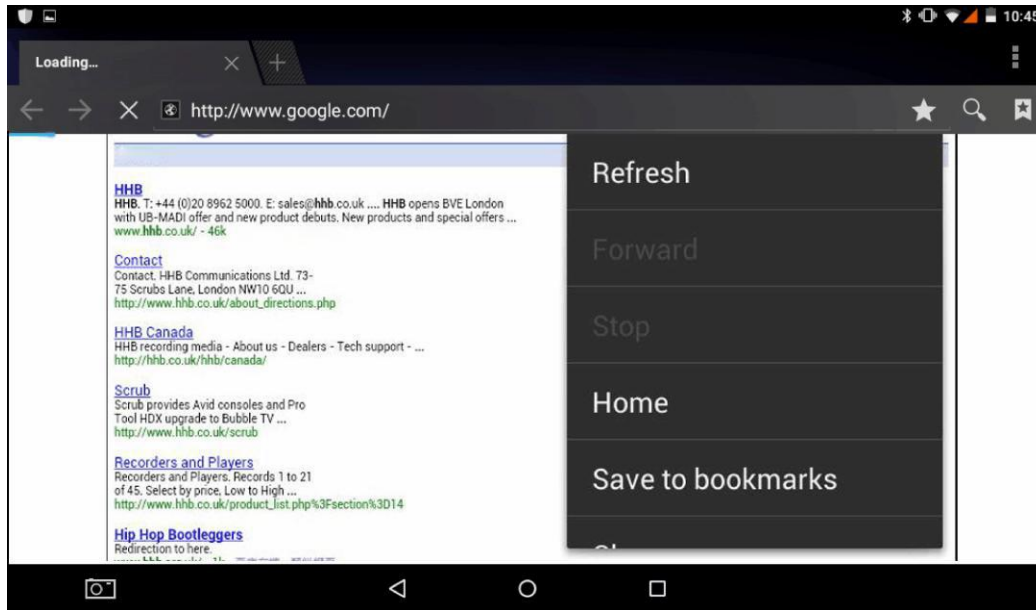 10:45
Loading...
http://www.google.com/
HHB
HHB. T: +44 (0)20 8962 5000. E: sales@hhb.co.uk .... HHB opens BVE London
with UB-MADI offer and new product debuts. New products and special offers ...
www.hhb.co.uk/ - 46k
Contact
Contact. HHB Communications Ltd. 73-
75 Scrubs Lane, London NW10 6QU ...
http://www.hhb.co.uk/about_directions.php
HHB Canada
HHB recording media - About us - Dealers - Tech support - ...
http://hhb.co.uk/hhb/canada/
Scrub
Scrub provides Avid consoles and Pro
Tool HDX upgrade to Bubble TV ...
http://www.hhb.co.uk/scrub
Recorders and Players
Recorders and Players. Records 1 to 21
of 45. Select by price, Low to High ...
http://www.hhb.co.uk/product_list.php%3Fsection%3D14
Hip Hop Bootleggers
Redirection to here.
Refresh
Forward
Stop
Home
Save to bookmarks